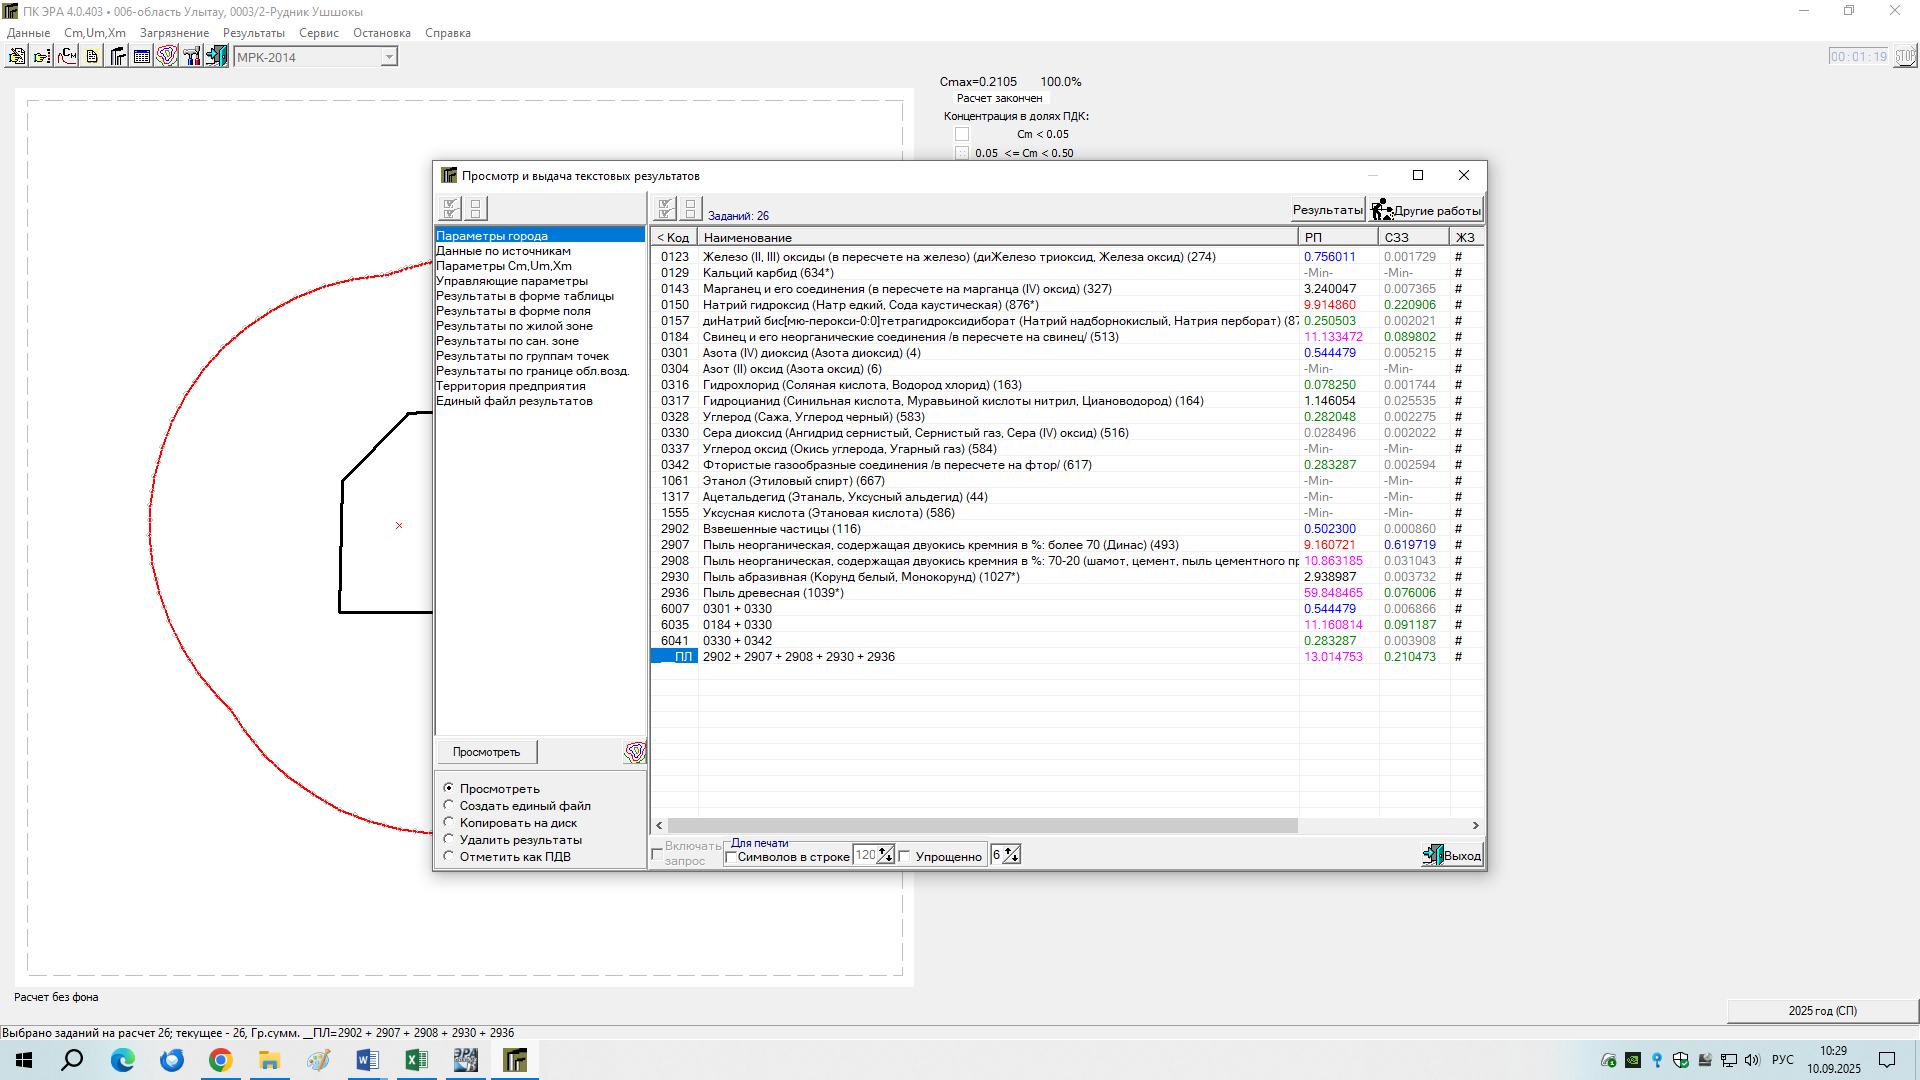 ПК ЭРА 4.0.403 • 006-область Улытау, 0003/2-Рудник Ушшокы
Данные Cm,Um,Xm Загрязнение Результаты Сервис Остановка Справка
МРК-2014
00:01:19
STOP
Cmax=0.2105 100.0%
Расчет закончен
Концентрация в долях ПДК:
Cm < 0.05
0.05 <= Cm < 0.50
Просмотр и выдача текстовых результатов
Заданий: 26
Результаты
Другие работы
Параметры города
Данные по источникам
Параметры Cm,Um,Xm
Управляющие параметры
Результаты в форме таблицы
Результаты в форме поля
Результаты по жилой зоне
Результаты по сан. зоне
Результаты по группам точек
Результаты по границе обл.возд.
Территория предприятия
Единый файл результатов
< Код Наименование РП СЗЗ ЖЗ
0123 Железо (II, III) оксиды (в пересчете на железо) (диЖелезо триоксид, Железа оксид) (274) 0.756011 0.001729 #
0129 Кальций карбид (634*) -Min- -Min- #
0143 Марганец и его соединения (в пересчете на марганца (IV) оксид) (327) 3.240047 0.007365 #
0150 Натрий гидроксид (Натр едкий, Сода каустическая) (876*) 9.914860 0.220906 #
0157 диНатрий бис[мю-перокси-0:0]тетрагидроксидиборат (Натрий надборнокислый, Натрия перборат) (87 0.250503 0.002021 #
0184 Свинец и его неорганические соединения /в пересчете на свинец/ (513) 11.133472 0.089802 #
0301 Азота (IV) диоксид (Азота диоксид) (4) 0.544479 0.005215 #
0304 Азот (II) оксид (Азота оксид) (6) -Min- -Min- #
0316 Гидрохлорид (Соляная кислота, Водород хлорид) (163) 0.078250 0.001744 #
0317 Гидроцианид (Синильная кислота, Муравьиной кислоты нитрил, Циановодород) (164) 1.146054 0.025535 #
0328 Углерод (Сажа, Углерод черный) (583) 0.282048 0.002275 #
0330 Сера диоксид (Ангидрид сернистый, Сернистый газ, Сера (IV) оксид) (516) 0.028496 0.002022 #
0337 Углерод оксид (Окись углерода, Угарный газ) (584) -Min- -Min- #
0342 Фтористые газообразные соединения /в пересчете на фтор/ (617) 0.283287 0.002594 #
1061 Этанол (Этиловый спирт) (667) -Min- -Min- #
1317 Ацетальдегид (Этаналь, Уксусный альдегид) (44) -Min- -Min- #
1555 Уксусная кислота (Этановая кислота) (586) -Min- -Min- #
2902 Взвешенные частицы (116) 0.502300 0.000860 #
2907 Пыль неорганическая, содержащая двуокись кремния в %: более 70 (Динас) (493) 9.160721 0.619719 #
2908 Пыль неорганическая, содержащая двуокись кремния в %: 70-20 (шамот, цемент, пыль цементного пр 10.863185 0.031043 #
2930 Пыль абразивная (Корунд белый, Монокорунд) (1027*) 2.938987 0.003732 #
2936 Пыль древесная (1039*) 59.848465 0.076006 #
6007 0301 + 0330 0.544479 0.006866 #
6035 0184 + 0330 11.160814 0.091187 #
6041 0330 + 0342 0.283287 0.003908 #
__ПЛ 2902 + 2907 + 2908 + 2930 + 2936 13.014753 0.210473 #
Просмотреть
Просмотреть
Создать единый файл
Копировать на диск
Удалить результаты
Отметить как ПДВ
Включать запрос
Для печати
Символов в строке 120 Упрощенно 6
Выход
Расчет без фона
2025 год (СП)
Выбрано заданий на расчет 26; текущее - 26, Гр.сумм. __ПЛ=2902 + 2907 + 2908 + 2930 + 2936
РУС
10:29
10.09.2025